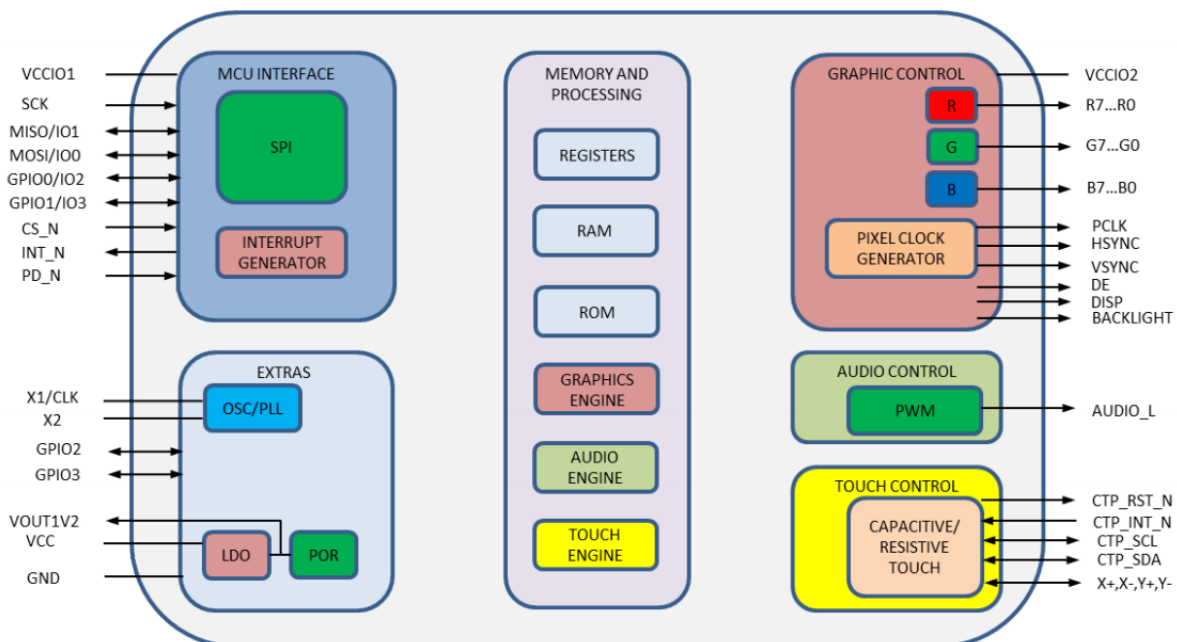 VCCIO1
SCK
MISO/IO1
MOSI/IO0
GPIO0/IO2
GPIO1/IO3
CS_N
INT_N
PD_N
MCU INTERFACE
SPI
INTERRUPT
GENERATOR
X1/CLK
X2
GPIO2
GPIO3
VOUT1V2
VCC
GND
EXTRAS
OSC/PLL
LDO
POR
MEMORY AND
PROCESSING
REGISTERS
RAM
ROM
GRAPHICS
ENGINE
AUDIO
ENGINE
TOUCH
ENGINE
GRAPHIC CONTROL
R
G
B
PIXEL CLOCK
GENERATOR
VCCIO2
R7...R0
G7...G0
B7...B0
PCLK
HSYNC
VSYNC
DE
DISP
BACKLIGHT
AUDIO CONTROL
PWM
AUDIO_L
TOUCH CONTROL
CAPACITIVE/
RESISTIVE
TOUCH
CTP_RST_N
CTP_INT_N
CTP_SCL
CTP_SDA
X+,X-,Y+,Y-